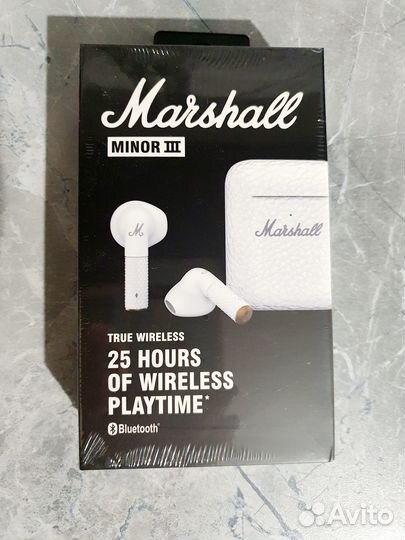 Marshall
MINOR III
M
Marshall
TRUE WIRELESS
25 HOURS
OF WIRELESS
PLAYTIME*
Bluetooth®
Avito